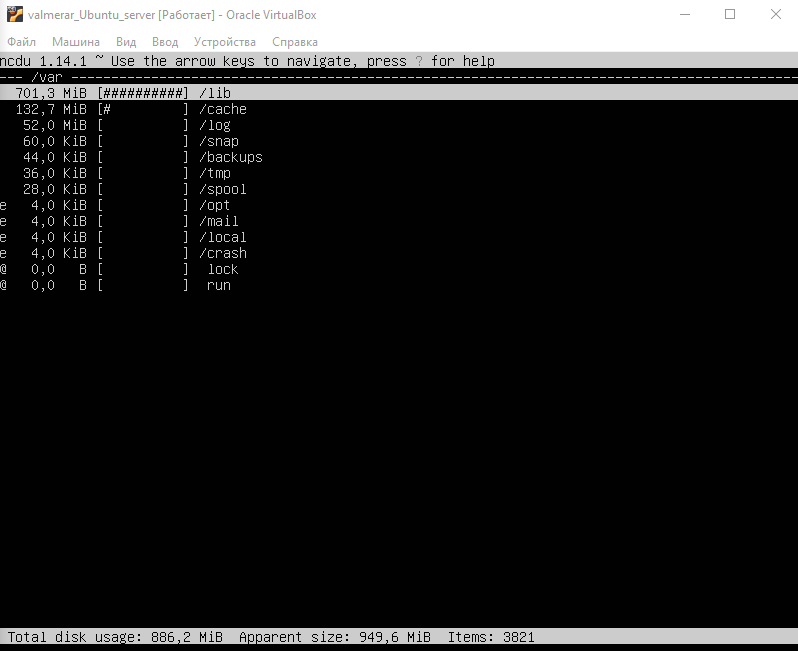 valmerar_Ubuntu_server [Работает] - Oracle VirtualBox
Файл Машина Вид Ввод Устройства Справка
ncdu 1.14.1 ~ Use the arrow keys to navigate, press ? for help
--- /var ----------------------------------------------------------------------------------------
  701,3 MiB [##########] /lib
  132,7 MiB [#         ] /cache
   52,0 MiB [          ] /log
   60,0 KiB [          ] /snap
   44,0 KiB [          ] /backups
   36,0 KiB [          ] /tmp
   28,0 KiB [          ] /spool
e   4,0 KiB [          ] /opt
e   4,0 KiB [          ] /mail
e   4,0 KiB [          ] /local
e   4,0 KiB [          ] /crash
@   0,0   B [          ]  lock
@   0,0   B [          ]  run
Total disk usage: 886,2 MiB  Apparent size: 949,6 MiB  Items: 3821